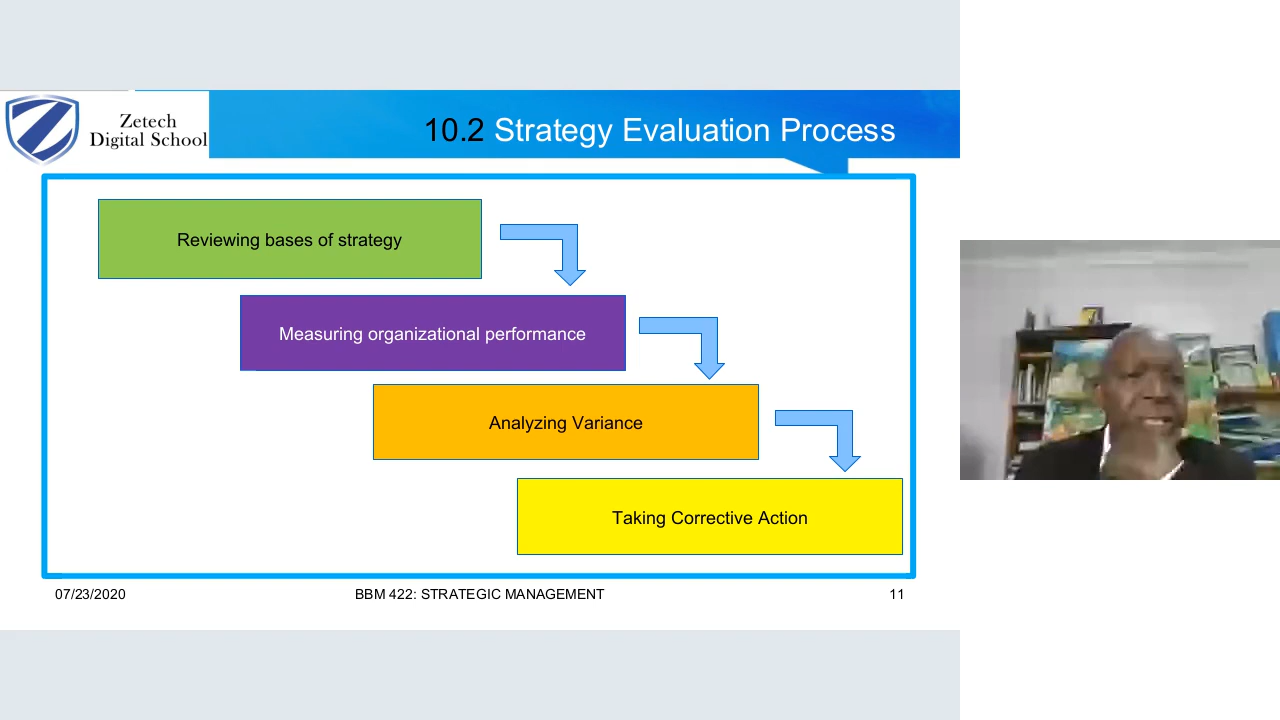 Zetech
Digital School
10.2 Strategy Evaluation Process
Reviewing bases of strategy
Measuring organizational performance
Analyzing Variance
Taking Corrective Action
07/23/2020
BBM 422: STRATEGIC MANAGEMENT
11